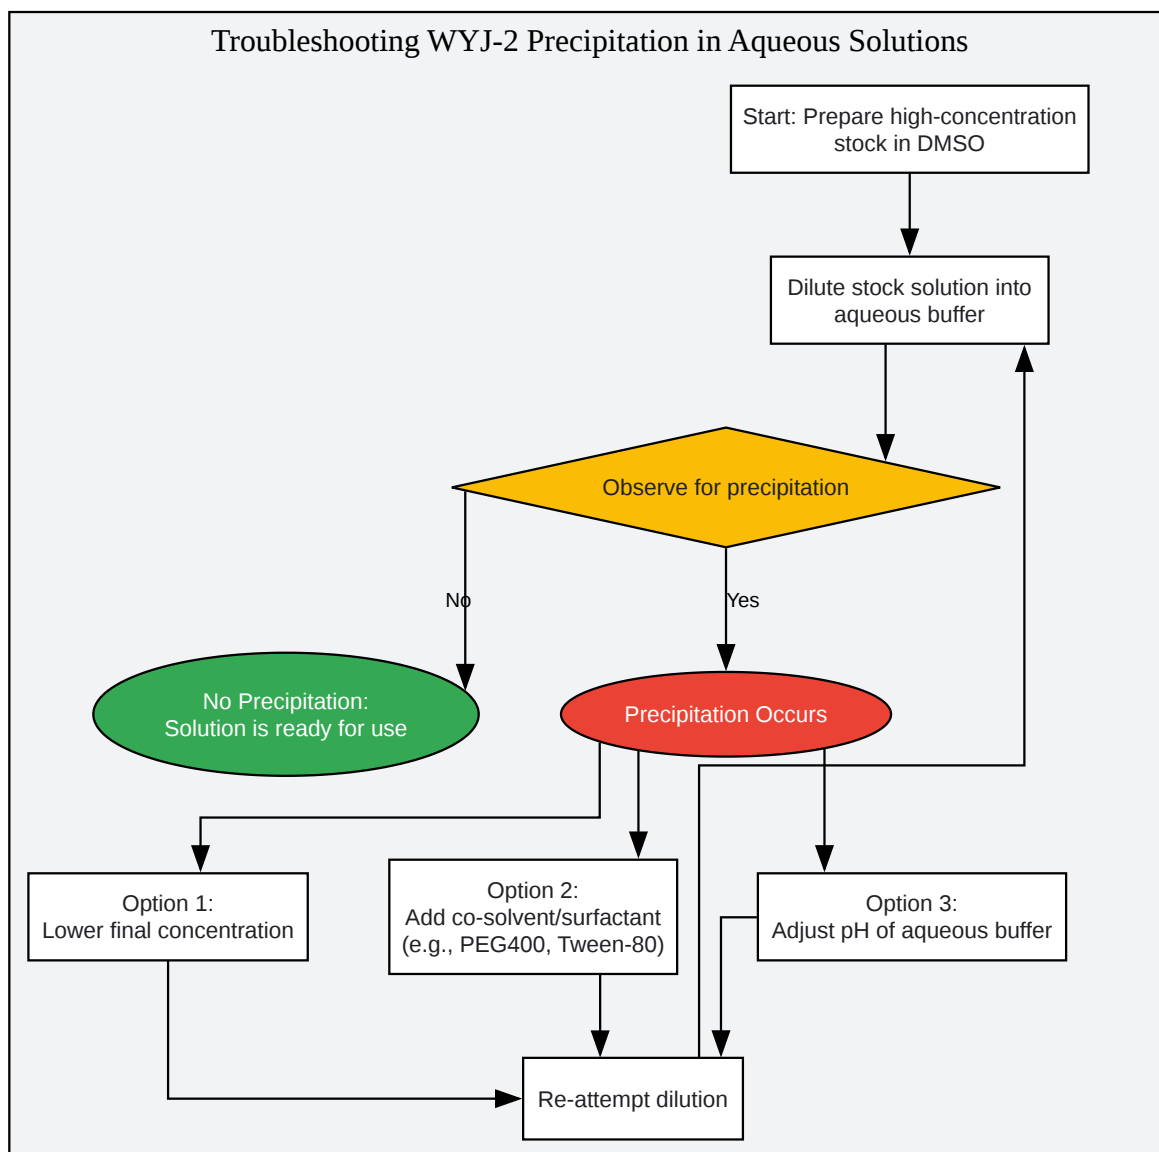 Troubleshooting WYJ-2 Precipitation in Aqueous Solutions
Start: Prepare high-concentration
stock in DMSO
Dilute stock solution into
aqueous buffer
Observe for precipitation
No
Yes
No Precipitation:
Solution is ready for use
Precipitation Occurs
Option 1:
Lower final concentration
Option 2:
Add co-solvent/surfactant
(e.g., PEG400, Tween-80)
Option 3:
Adjust pH of aqueous buffer
Re-attempt dilution